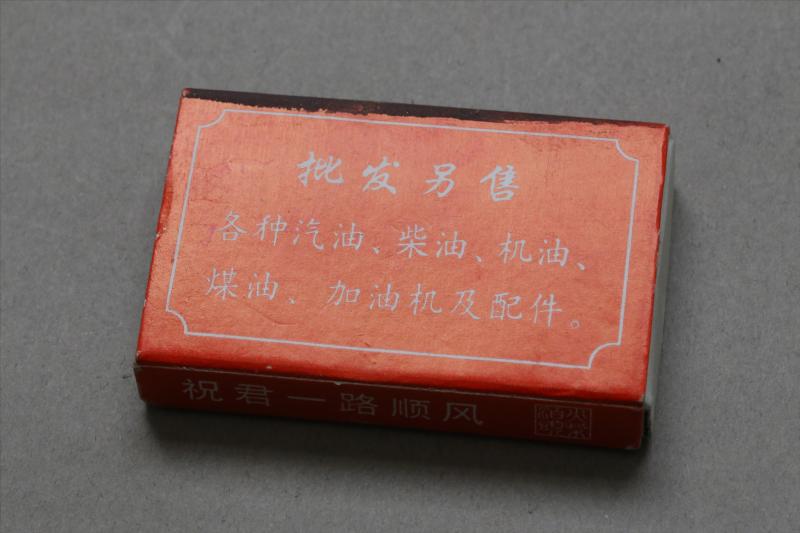 批发另售
各种汽油、柴油、机油、
煤油、加油机及配件。
祝君一路顺风